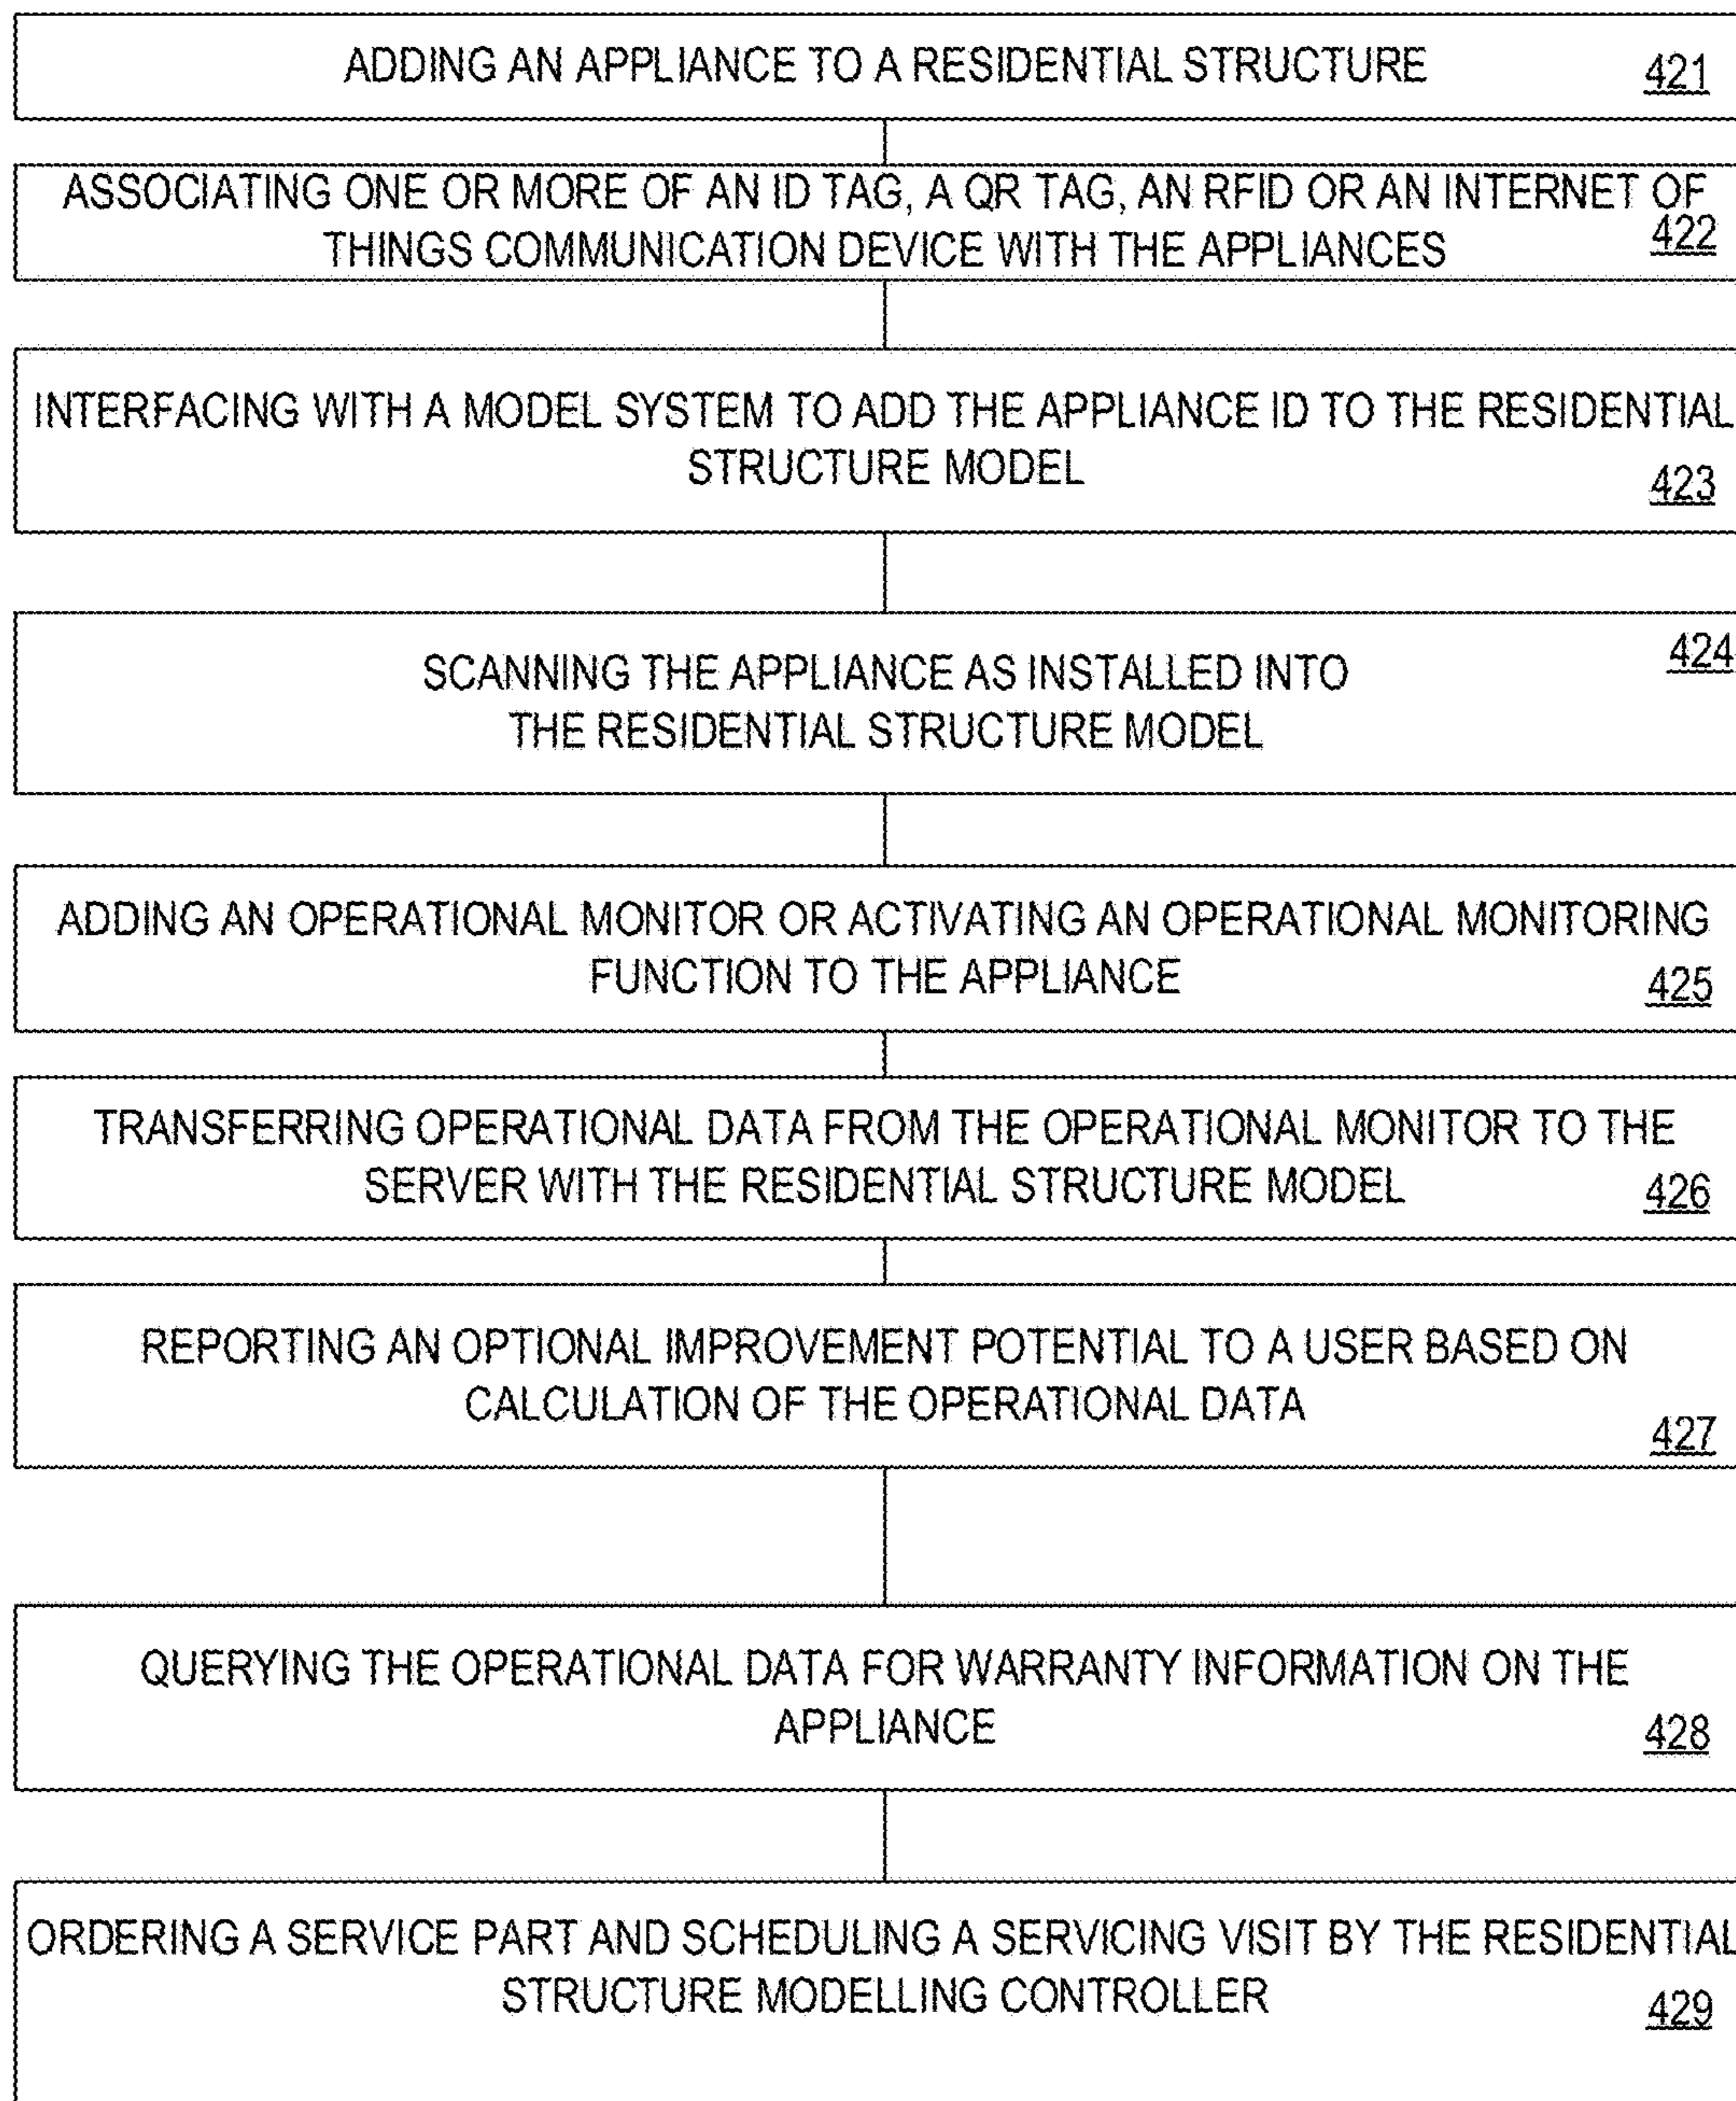 ADDING AN APPLIANCE TO A RESIDENTIAL STRUCTURE
421
ASSOCIATING ONE OR MORE OF AN ID TAG, A QR TAG, AN RFID OR AN INTERNET OF
THINGS COMMUNICATION DEVICE WITH THE APPLIANCES
422
INTERFACING WITH A MODEL SYSTEM TO ADD THE APPLIANCE ID TO THE RESIDENTIAL
STRUCTURE MODEL
423
424
SCANNING THE APPLIANCE AS INSTALLED INTO
THE RESIDENTIAL STRUCTURE MODEL
ADDING AN OPERATIONAL MONITOR OR ACTIVATING AN OPERATIONAL MONITORING
FUNCTION TO THE APPLIANCE
425
TRANSFERRING OPERATIONAL DATA FROM THE OPERATIONAL MONITOR TO THE
SERVER WITH THE RESIDENTIAL STRUCTURE MODEL
426
REPORTING AN OPTIONAL IMPROVEMENT POTENTIAL TO A USER BASED ON
CALCULATION OF THE OPERATIONAL DATA
427
QUERYING THE OPERATIONAL DATA FOR WARRANTY INFORMATION ON THE
APPLIANCE
428
ORDERING A SERVICE PART AND SCHEDULING A SERVICING VISIT BY THE RESIDENTIAL
STRUCTURE MODELLING CONTROLLER
429